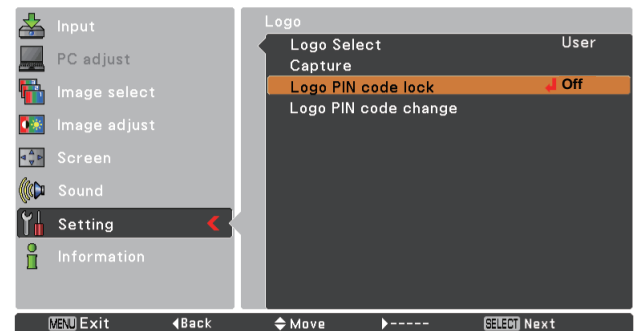 Input
PC adjust
Image select
Image adjust
Screen
Sound
Setting
Information
Logo
Logo Select User
Capture
Logo PIN code lock Off
Logo PIN code change
MENU Exit ◀Back Move ▶----- SELECT Next